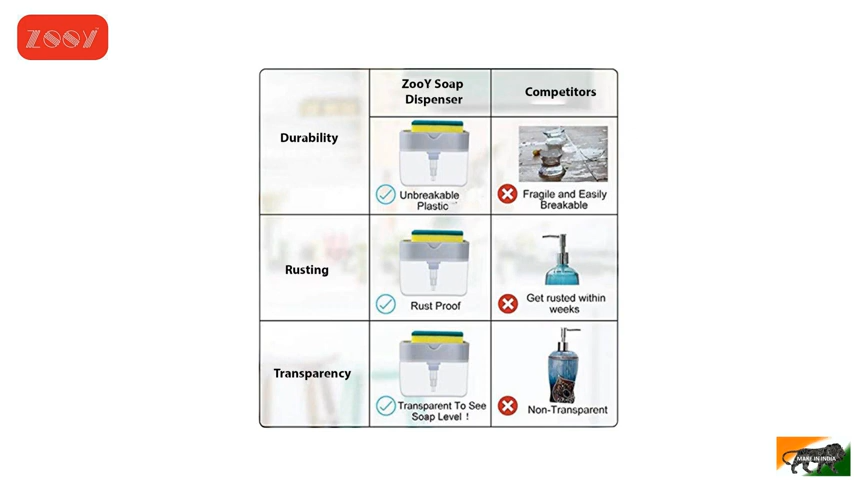 ZOOY
ZooY Soap
Dispenser
Competitors
Durability
Unbreakable
Plastic
Fragile and Easily
Breakable
Rusting
Rust Proof
Get rusted within
weeks
Transparency
Transparent To See
Soap Level !
Non-Transparent
MAKE IN INDIA